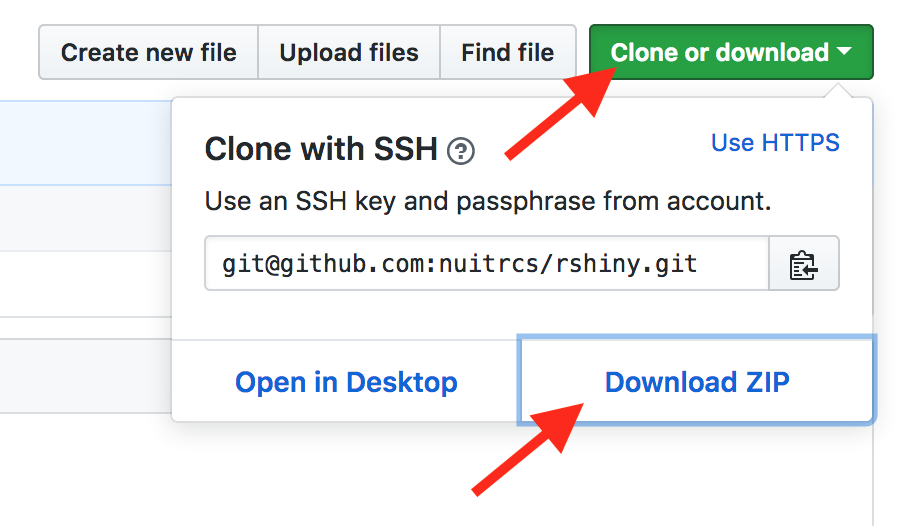 Create new file Upload files Find file Clone or download
Clone with SSH ?
Use HTTPS
Use an SSH key and passphrase from account.
git@github.com:nuitrcs/rshiny.git
Open in Desktop Download ZIP